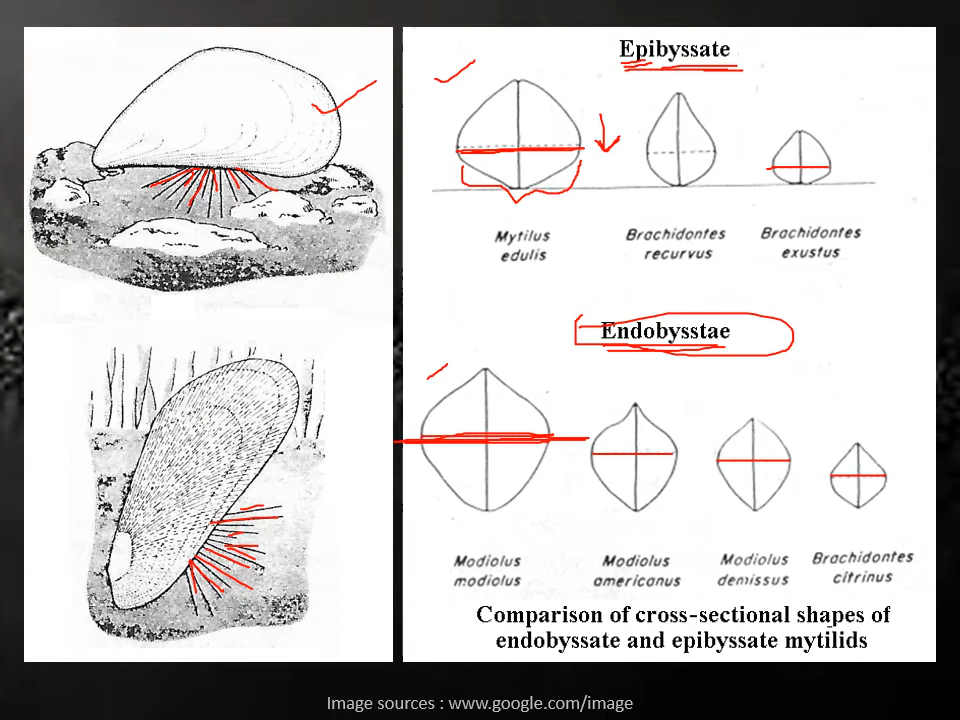 Epibyssate
Mytilus
edulis
Brachidontes
recurvus
Brachidontes
exustus
Endobysstae
Modiolus
modiolus
Modiolus
americanus
Modiolus
demissus
Brachidontes
citrinus
Comparison of cross-sectional shapes of
endobyssate and epibyssate mytilids
Image sources : www.google.com/image